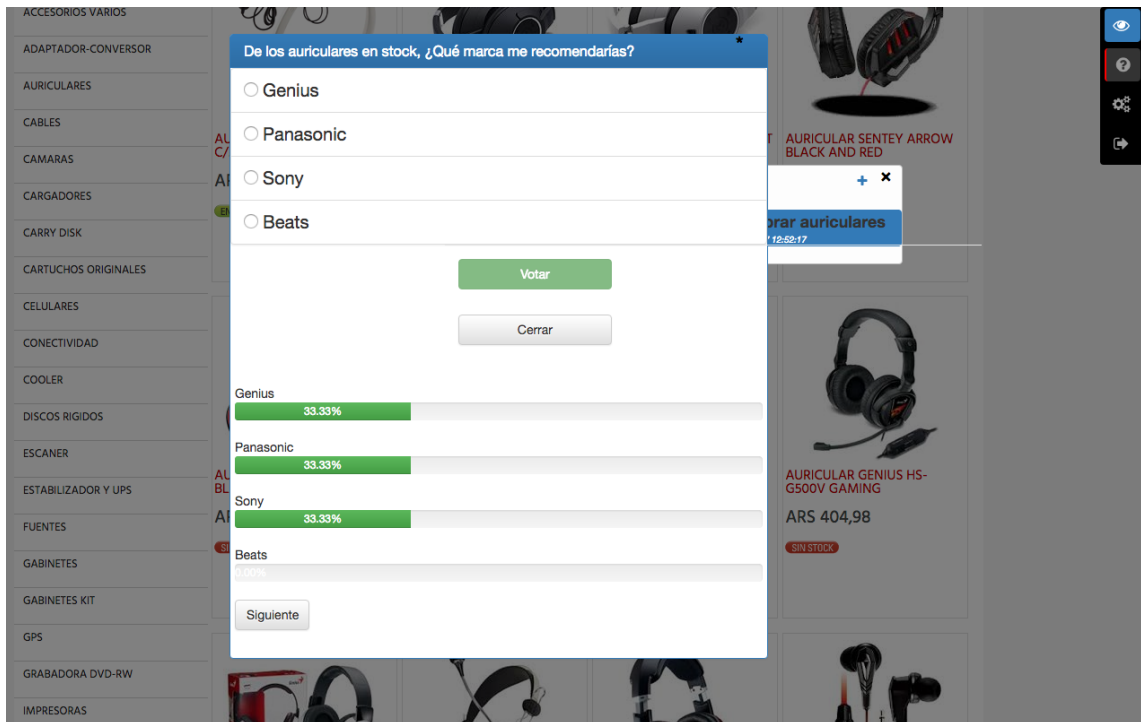 ACCESORIOS VARIOS
ADAPTADOR-CONVERSOR
AURICULARES
CABLES
CAMARAS
CARGADORES
CARRY DISK
CARTUCHOS ORIGINALES
CELULARES
CONECTIVIDAD
COOLER
DISCOS RIGIDOS
ESCANER
ESTABILIZADOR Y UPS
FUENTES
GABINETES
GABINETES KIT
GPS
GRABADORA DVD-RW
IMPRESORAS
De los auriculares en stock, ¿Qué marca me recomendarías?
Genius
Panasonic
Sony
Beats
Votar
Cerrar
Genius
33.33%
Panasonic
33.33%
Sony
33.33%
Beats
0.00%
Siguiente
AURICULAR SENTEY ARROW
BLACK AND RED
auriculares
12:52:17
AURICULAR GENIUS HS-
G500V GAMING
ARS 404,98
SIN STOCK